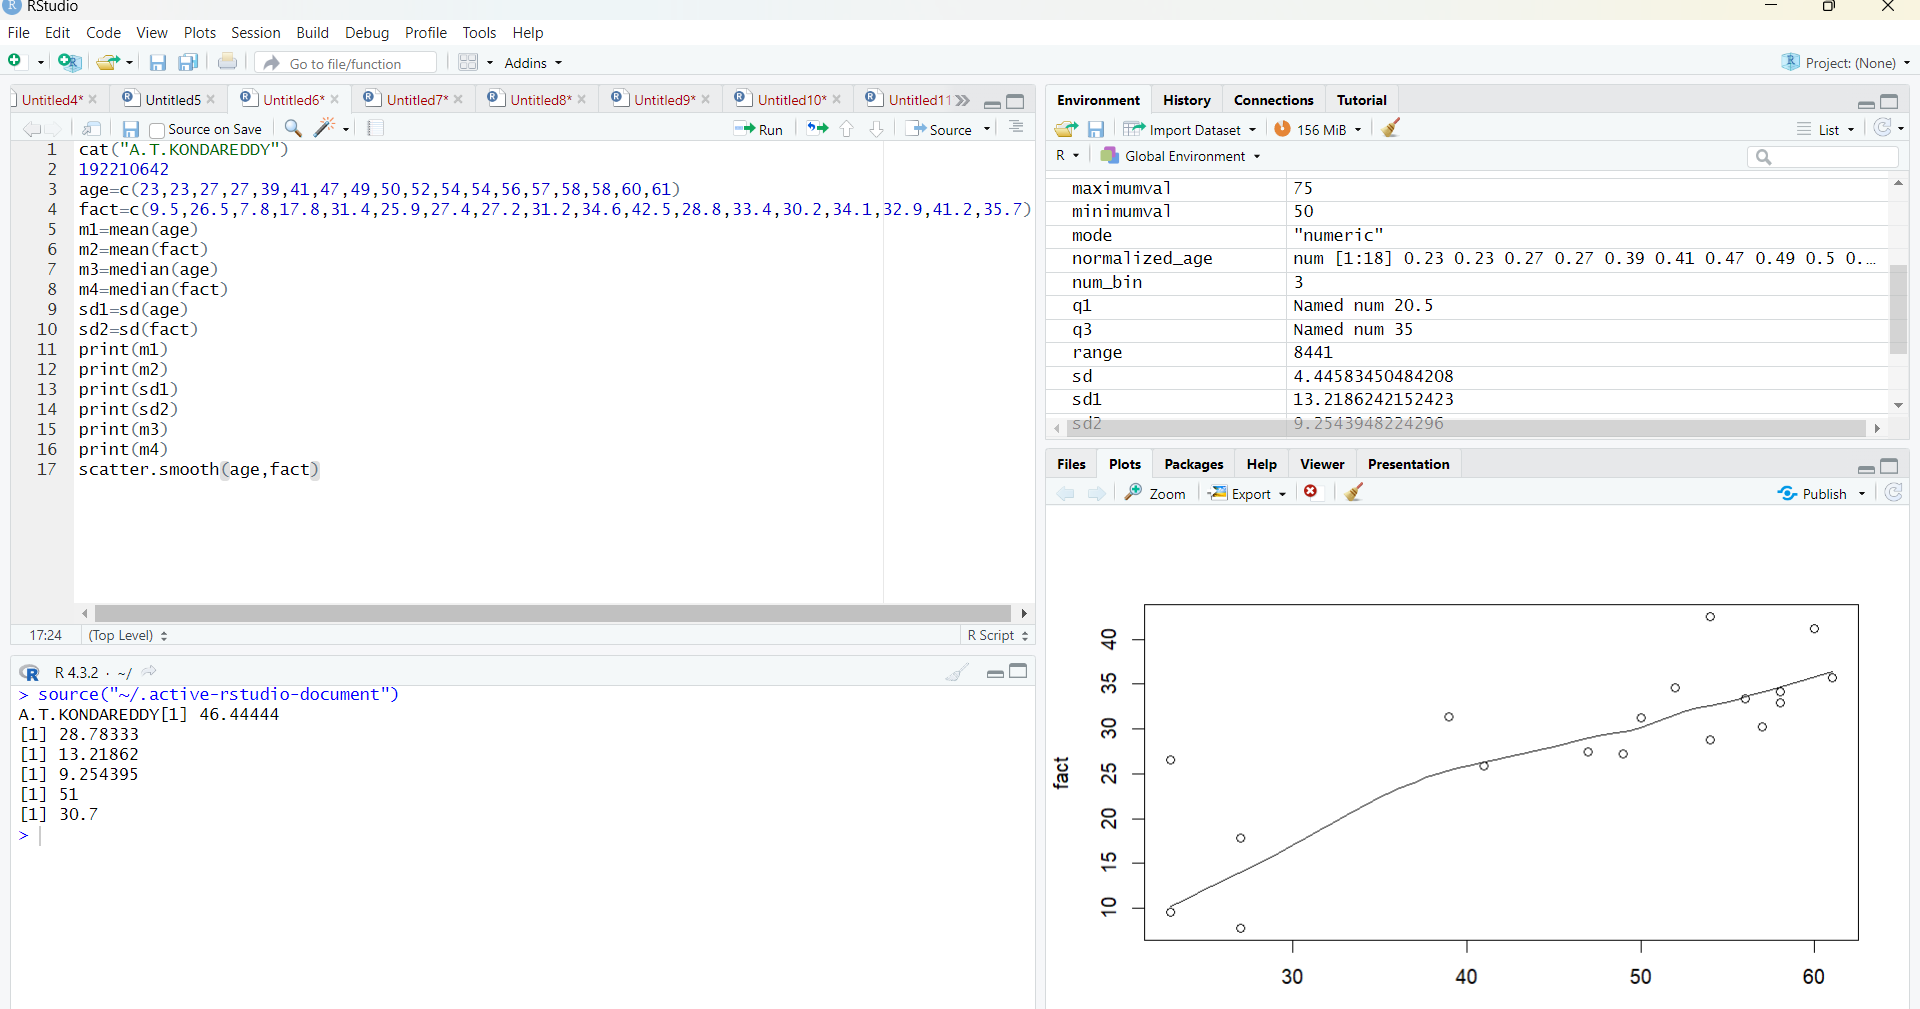 RStudio
File Edit Code View Plots Session Build Debug Profile Tools Help
Go to file/function Addins Project: (None)
Untitled4* Untitled5 Untitled6* Untitled7* Untitled8* Untitled9* Untitled10* Untitled11
Source on Save Run Source
1 cat("A.T.KONDAREDDY")
2 192210642
3 age=c(23,23,27,27,39,41,47,49,50,52,54,54,56,57,58,58,60,61)
4 fact=c(9.5,26.5,7.8,17.8,31.4,25.9,27.4,27.2,31.2,34.6,42.5,28.8,33.4,30.2,34.1,32.9,41.2,35.7)
5 m1=mean(age)
6 m2=mean(fact)
7 m3=median(age)
8 m4=median(fact)
9 sd1=sd(age)
10 sd2=sd(fact)
11 print(m1)
12 print(m2)
13 print(sd1)
14 print(sd2)
15 print(m3)
16 print(m4)
17 scatter.smooth(age,fact)
17:24 (Top Level) R Script
R 4.3.2 · ~/
> source("~/.active-rstudio-document")
A.T.KONDAREDDY[1] 46.44444
[1] 28.78333
[1] 13.21862
[1] 9.254395
[1] 51
[1] 30.7
>
Environment History Connections Tutorial
Import Dataset 156 MiB List
R Global Environment
maximumval 75
minimumval 50
mode "numeric"
normalized_age num [1:18] 0.23 0.23 0.27 0.27 0.39 0.41 0.47 0.49 0.5 0.…
num_bin 3
q1 Named num 20.5
q3 Named num 35
range 8441
sd 4.44583450484208
sd1 13.2186242152423
sd2 9.2543948224296
Files Plots Packages Help Viewer Presentation
Zoom Export Publish
fact
40
35
30
25
20
15
10
30 40 50 60